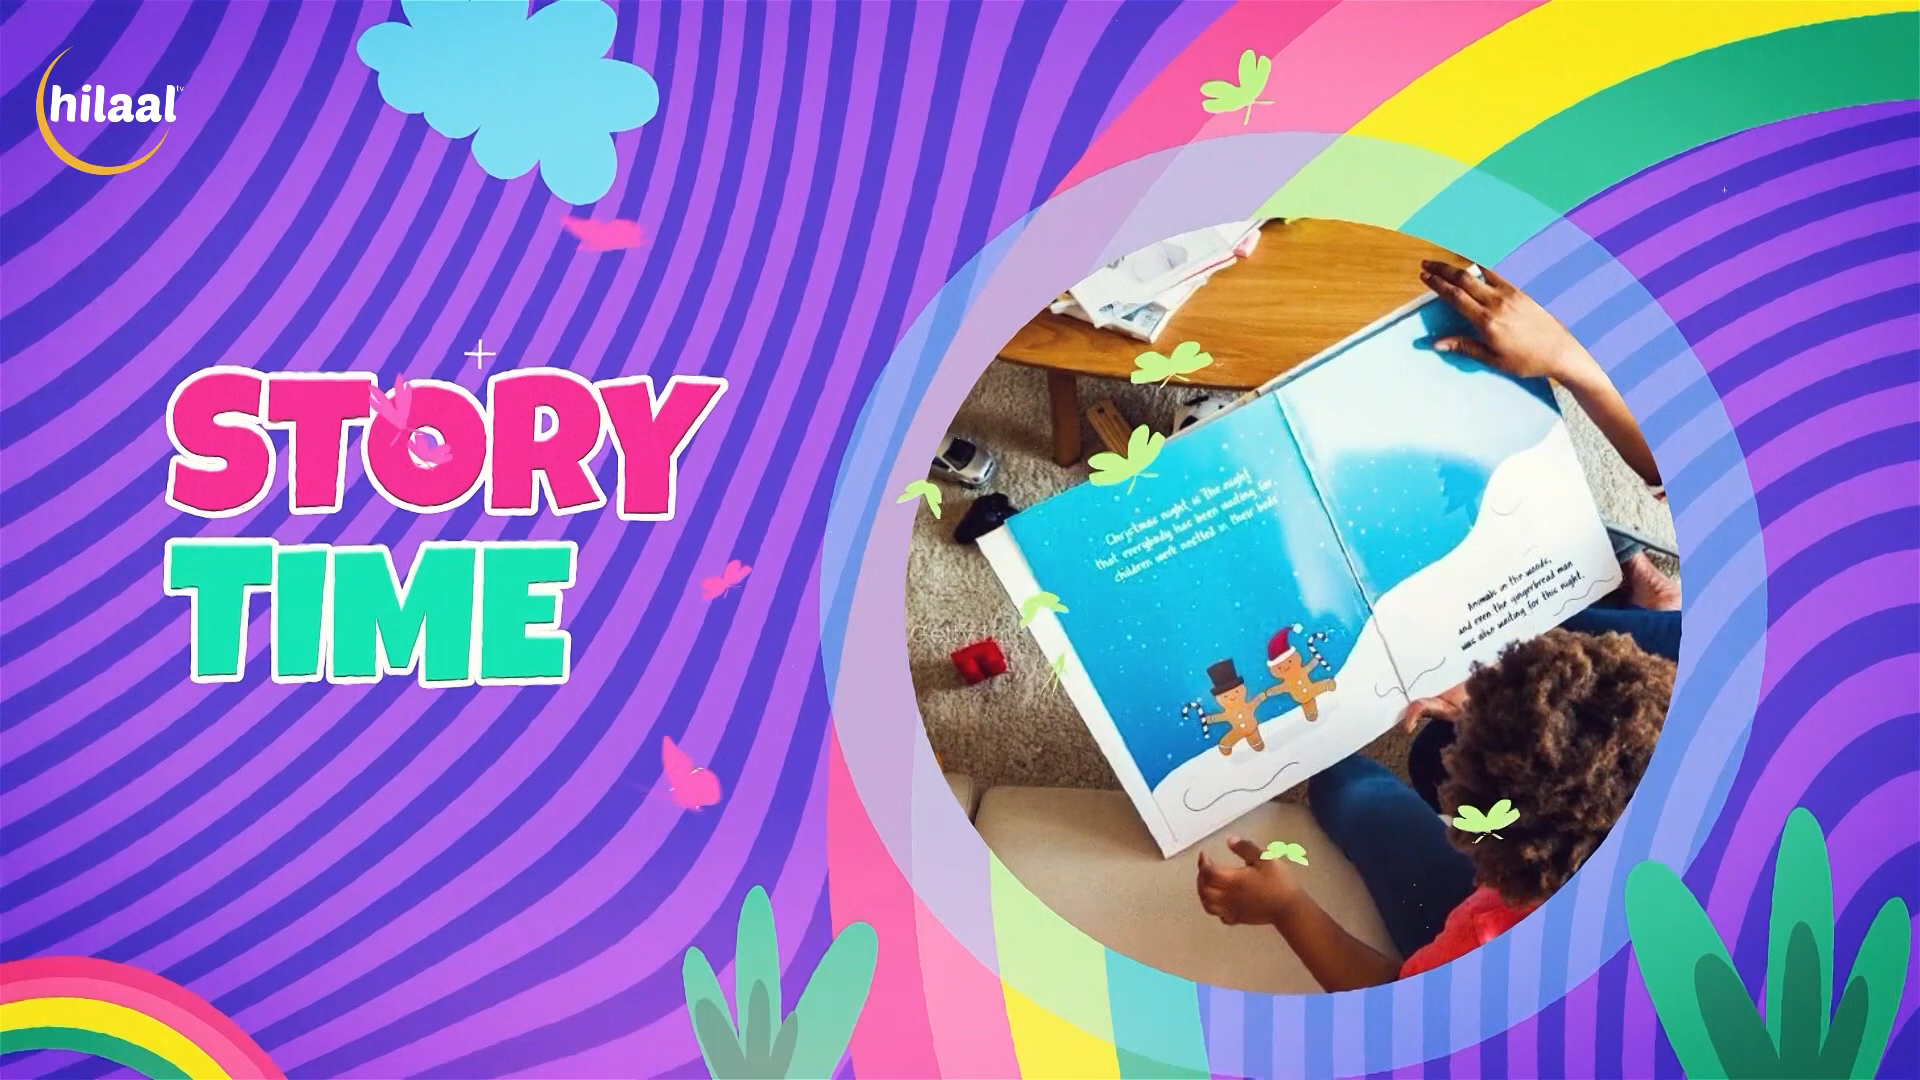 hilaal tv
STORY
TIME
Christmas night is the night
that everybody has been waiting for,
children were nestled in their beds
Animals in the woods,
and even the gingerbread man
was also waiting for this night.